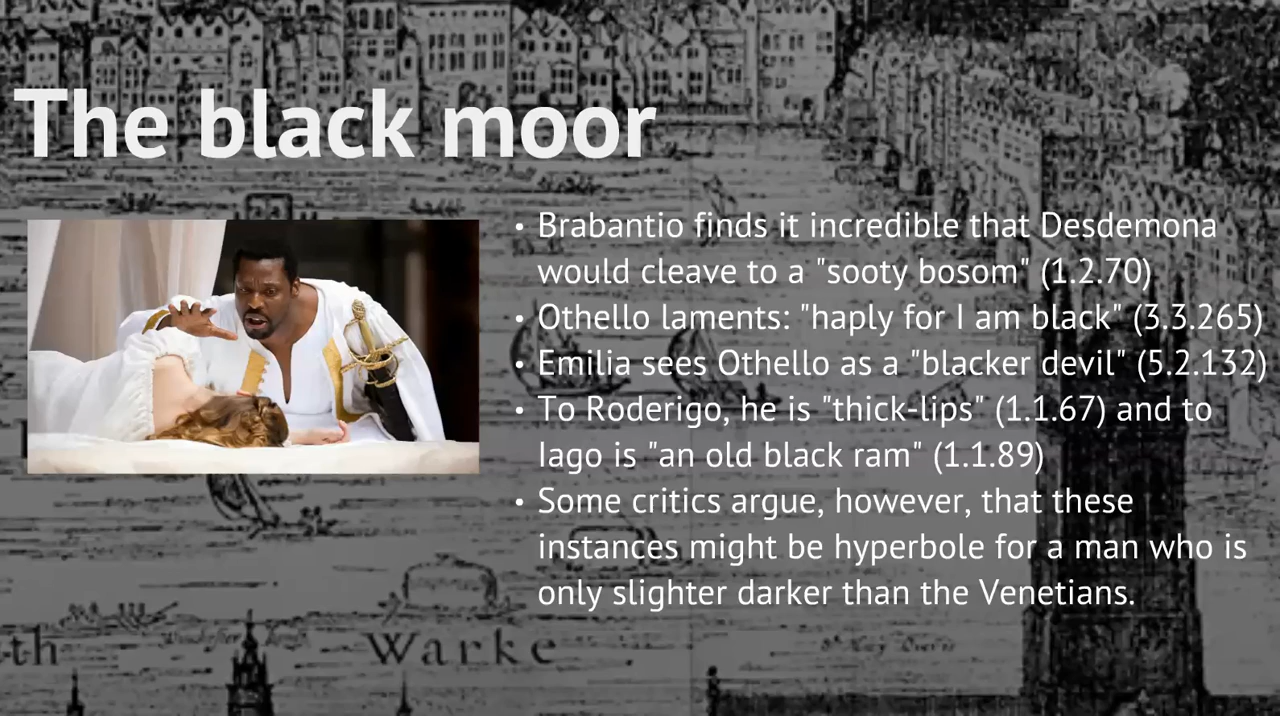 The black moor
• Brabantio finds it incredible that Desdemona
would cleave to a "sooty bosom" (1.2.70)
• Othello laments: "haply for I am black" (3.3.265)
• Emilia sees Othello as a "blacker devil" (5.2.132)
• To Roderigo, he is "thick-lips" (1.1.67) and to
Iago is "an old black ram" (1.1.89)
• Some critics argue, however, that these
instances might be hyperbole for a man who is
only slighter darker than the Venetians.
th Warke